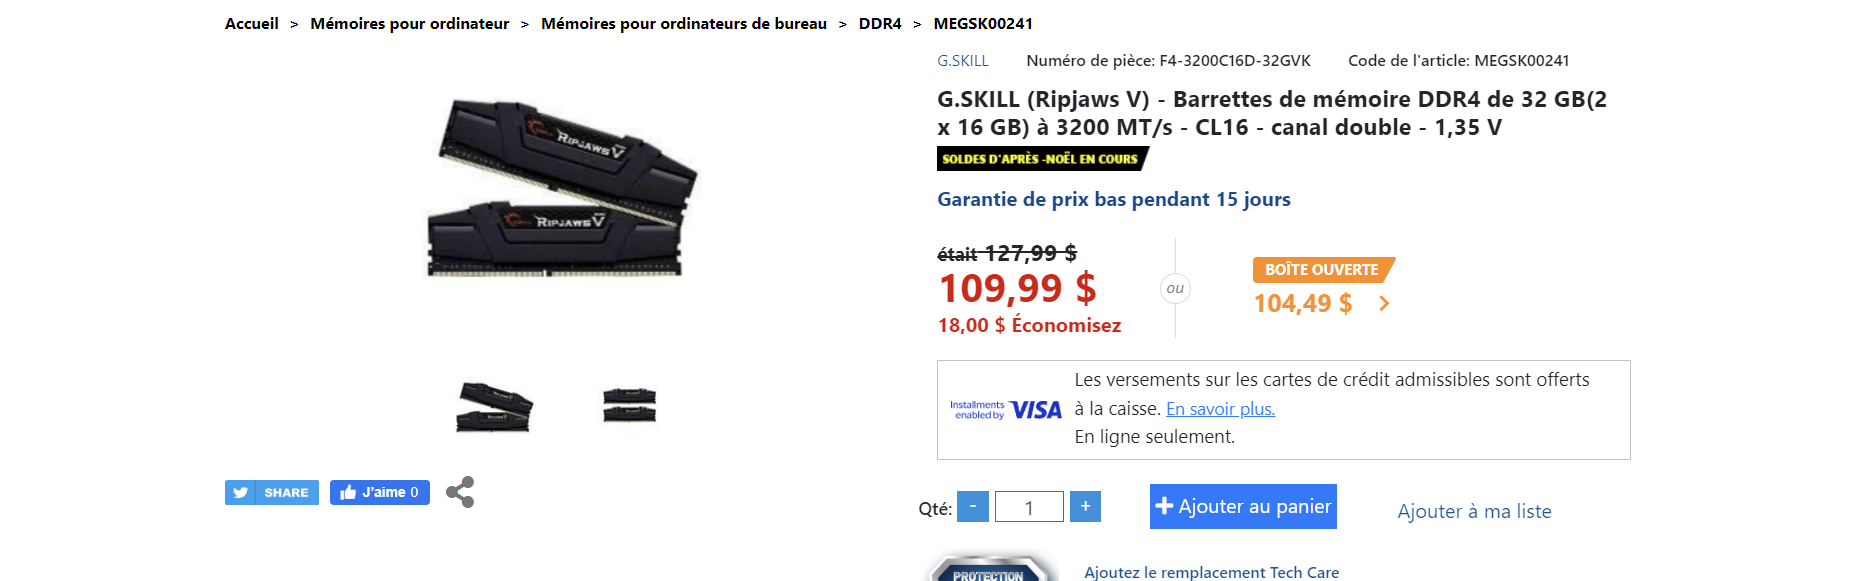 Accueil > Mémoires pour ordinateur > Mémoires pour ordinateurs de bureau > DDR4 > MEGSK00241
G.SKILL Numéro de pièce: F4-3200C16D-32GVK Code de l'article: MEGSK00241
G.SKILL (Ripjaws V) - Barrettes de mémoire DDR4 de 32 GB(2
x 16 GB) à 3200 MT/s - CL16 - canal double - 1,35 V
SOLDES D'APRÈS -NOËL EN COURS
Garantie de prix bas pendant 15 jours
était 127,99 $
109,99 $
18,00 $ Économisez
ou
BOÎTE OUVERTE
104,49 $
RIPJAWS V
RIPJAWS V
Installments
enabled by VISA
Les versements sur les cartes de crédit admissibles sont offerts
à la caisse. En savoir plus.
En ligne seulement.
SHARE J'aime 0
Qté: - 1 + Ajouter au panier Ajouter à ma liste
PROTECTION
Ajoutez le remplacement Tech Care